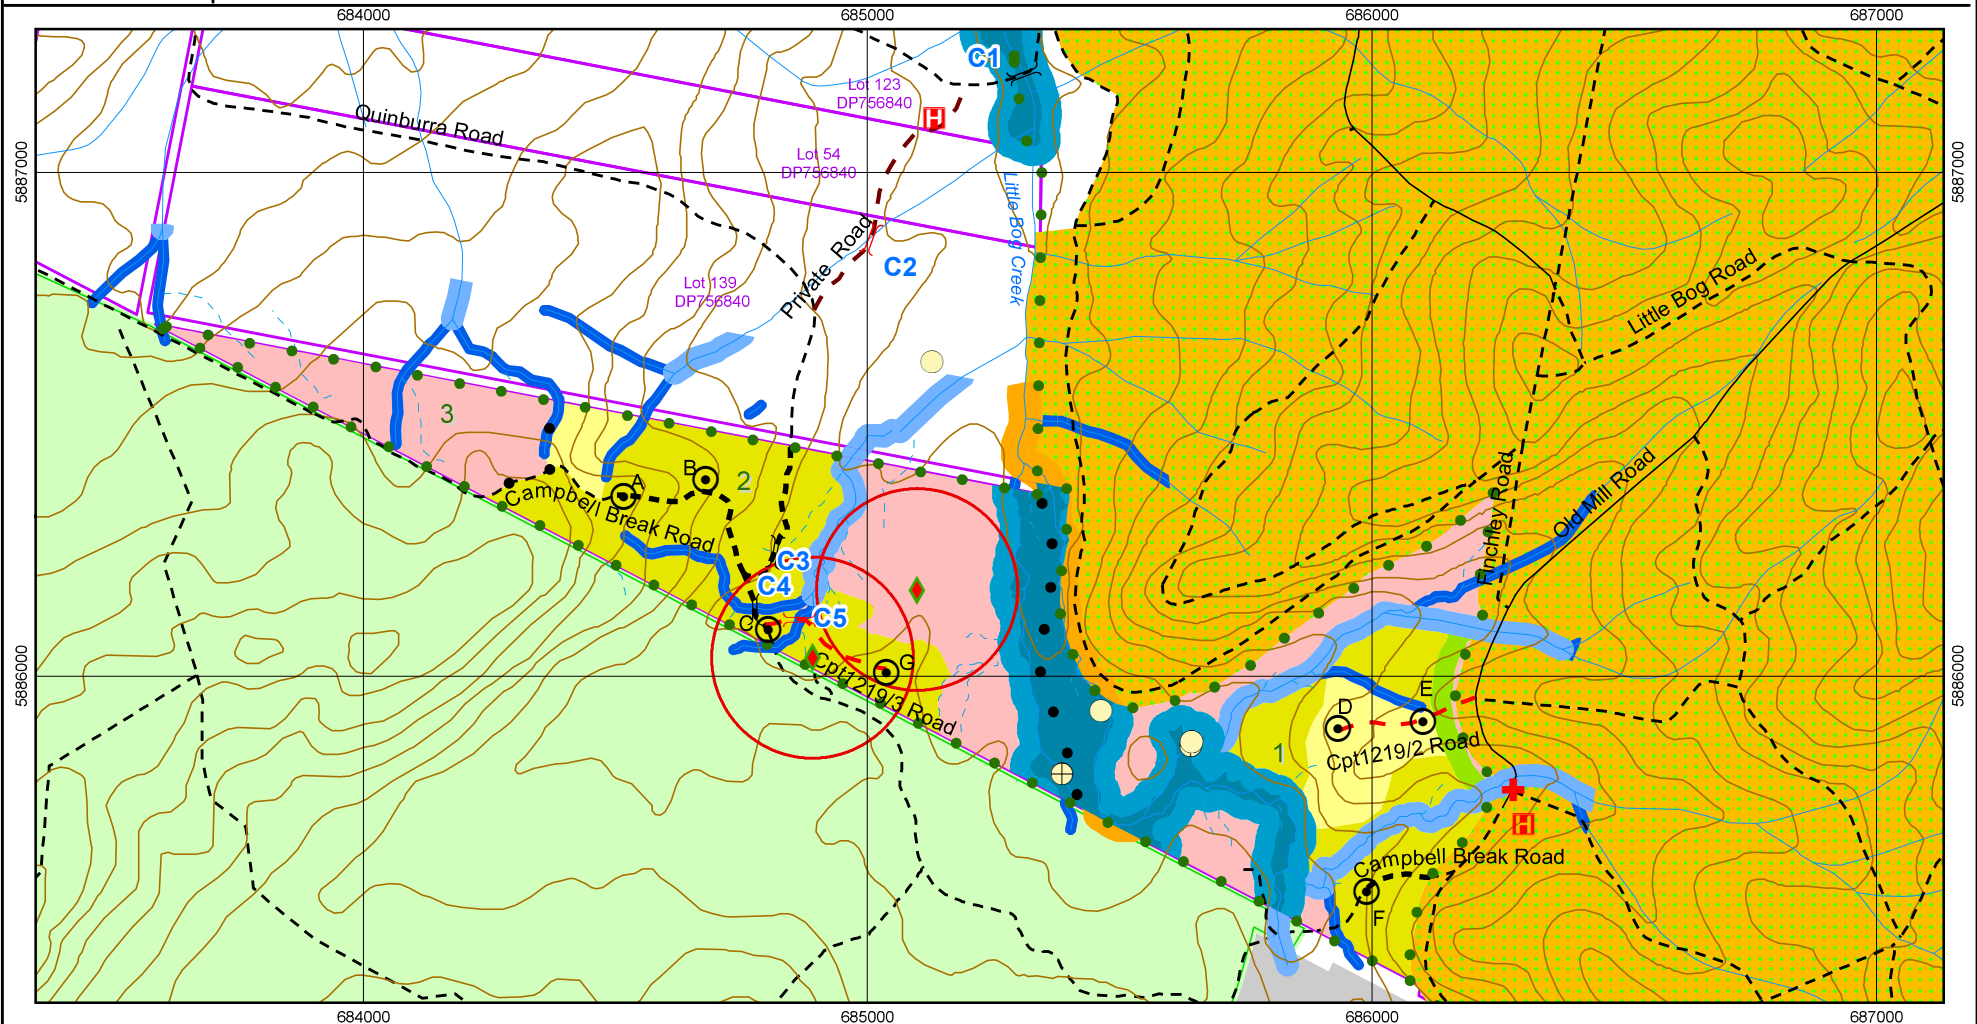 684000
685000
686000
687000
C1
Lot 123
DP756840
H
Quinburra Road
Lot 54
DP756840
5887000
5887000
Little Bog Creek
Private Road
C2
Lot 139
DP756840
Little Bog Road
3
B
2
A
Campbell Break Road
Finchley Road
Old Mill Road
C3
C4
C5
C
G
Cpt1219/3 Road
5886000
5886000
D
E
1
Cpt1219/2 Road
H
Campbell Break Road
F
684000
685000
686000
687000